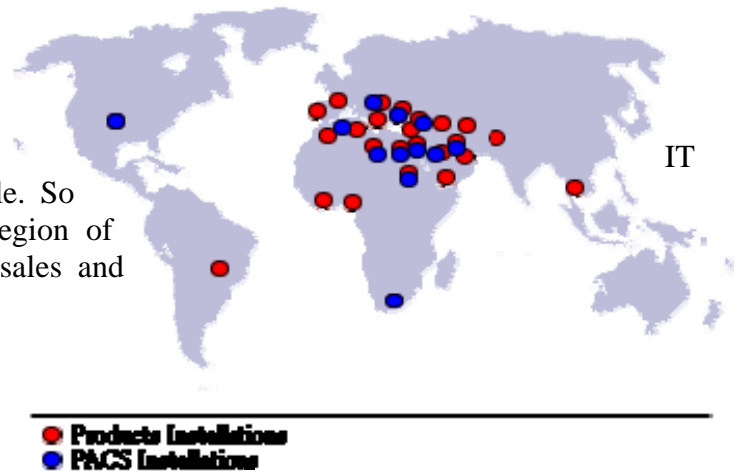 IT
le. So
egion of
sales and
Products Installations
PACS Installations